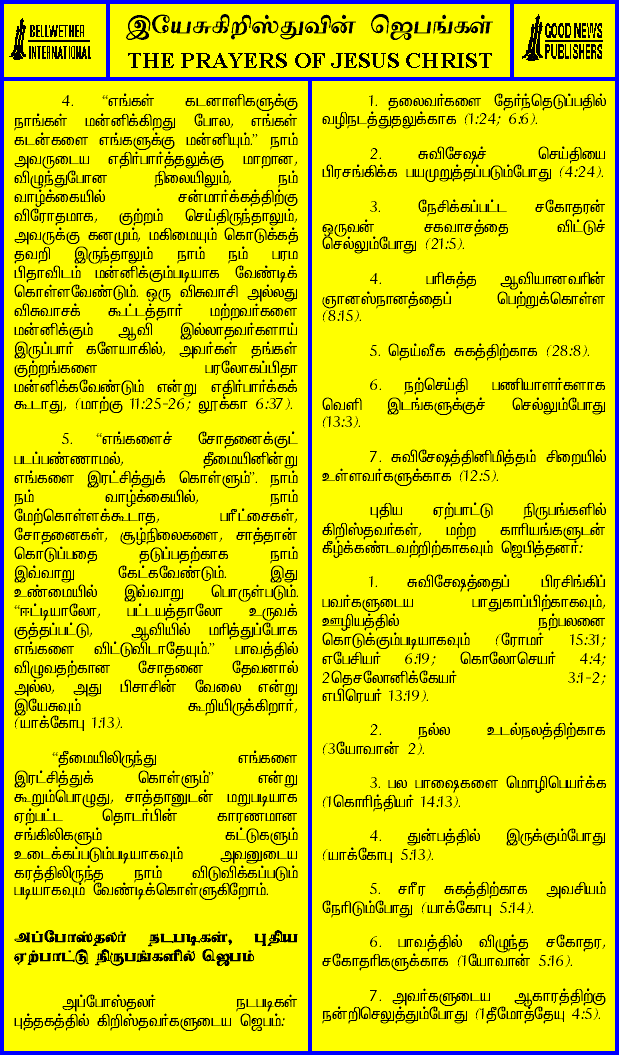 BELLWETHER
INTERNATIONAL
இயேசுகிறிஸ்துவின் ஜெபங்கள்
THE PRAYERS OF JESUS CHRIST
GOOD NEWS
PUBLISHERS
4. “எங்கள் கடனாளிகளுக்கு
நாங்கள் மன்னிக்கிறது போல, எங்கள்
கடன்களை எங்களுக்கு மன்னியும்.” நாம்
அவருடைய எதிர்பார்த்தலுக்கு மாறான,
விழுந்துபோன நிலையிலும், நம்
வாழ்க்கையில் சன்மார்க்கத்திற்கு
விரோதமாக, குற்றம் செய்திருந்தாலும்,
அவருக்கு கனமும், மகிமையும் கொடுக்கத்
தவறி இருந்தாலும் நாம் நம் பரம
பிதாவிடம் மன்னிக்கும்படியாக வேண்டிக்
கொள்ளவேண்டும். ஒரு விசுவாசி அல்லது
விசுவாசக் கூட்டத்தார் மற்றவர்களை
மன்னிக்கும் ஆவி இல்லாதவர்களாய்
இருப்பார் களேயாகில், அவர்கள் தங்கள்
குற்றங்களை பரலோகப்பிதா
மன்னிக்கவேண்டும் என்று எதிர்பார்க்கக்
கூடாது, (மாற்கு 11:25-26; லூக்கா 6:37).
5. “எங்களைச் சோதனைக்குட்
படப்பண்ணாமல், தீமையினின்று
எங்களை இரட்சித்துக் கொள்ளும்”. நாம்
நம் வாழ்க்கையில், நாம்
மேற்கொள்ளக்கூடாத, பரீட்சைகள்,
சோதனைகள், சூழ்நிலைகளை, சாத்தான்
கொடுப்பதை தடுப்பதற்காக நாம்
இவ்வாறு கேட்கவேண்டும். இது
உண்மையில் இவ்வாறு பொருள்படும்.
“ஈட்டியாலோ, பட்டயத்தாலோ உருவக்
குத்தப்பட்டு, ஆவியில் மரித்துப்போக
எங்களை விட்டுவிடாதேயும்.” பாவத்தில்
விழுவதற்கான சோதனை தேவனால்
அல்ல, அது பிசாசின் வேலை என்று
இயேசுவும் கூறியிருக்கிறார்,
(யாக்கோபு 1:13).
“தீமையிலிருந்து எங்களை
இரட்சித்துக் கொள்ளும்” என்று
கூறும்பொழுது, சாத்தானுடன் மறுபடியாக
ஏற்பட்ட தொடர்பின் காரணமான
சங்கிலிகளும் கட்டுகளும்
உடைக்கப்படும்படியாகவும் அவனுடைய
கரத்திலிருந்த நாம் விடுவிக்கப்படும்
படியாகவும் வேண்டிக்கொள்ளுகிறோம்.
அப்போஸ்தலர் நடபடிகள், புதிய
ஏற்பாட்டு நிருபங்களில் ஜெபம்
அப்போஸ்தலர் நடபடிகள்
புத்தகத்தில் கிறிஸ்தவர்களுடைய ஜெபம்:
1. தலைவர்களை தேர்ந்தெடுப்பதில்
வழிநடத்துதலுக்காக (1:24; 6:6).
2. சுவிசேஷச் செய்தியை
பிரசங்கிக்க பயமுறுத்தப்படும்போது (4:24).
3. நேசிக்கப்பட்ட சகோதரன்
ஒருவன் சகவாசத்தை விட்டுச்
செல்லும்போது (21:5).
4. பரிசுத்த ஆவியானவரின்
ஞானஸ்நானத்தைப் பெற்றுக்கொள்ள
(8:15).
5. தெய்வீக சுகத்திற்காக (28:8).
6. நற்செய்தி பணியாளர்களாக
வெளி இடங்களுக்குச் செல்லும்போது
(13:3).
7. சுவிசேஷத்தினிமித்தம் சிறையில்
உள்ளவர்களுக்காக (12:5).
புதிய ஏற்பாட்டு நிருபங்களில்
கிறிஸ்தவர்கள், மற்ற காரியங்களுடன்
கீழ்க்கண்டவற்றிற்காகவும் ஜெபித்தனர்:
1. சுவிசேஷத்தைப் பிரசிங்கிப்
பவர்களுடைய பாதுகாப்பிற்காகவும்,
ஊழியத்தில் நற்பலனை
கொடுக்கும்படியாகவும் (ரோமர் 15:31;
எபேசியர் 6:19; கொலோசெயர் 4:4;
2தெசலோனிக்கேயர் 3:1-2;
எபிரெயர் 13:19).
2. நல்ல உடல்நலத்திற்காக
(3யோவான் 2).
3. பல பாஷைகளை மொழிபெயர்க்க
(1கொரிந்தியர் 14:13).
4. துன்பத்தில் இருக்கும்போது
(யாக்கோபு 5:13).
5. சரீர சுகத்திற்காக அவசியம்
நேரிடும்போது (யாக்கோபு 5:14).
6. பாவத்தில் விழுந்த சகோதர,
சகோதரிகளுக்காக (1யோவான் 5:16).
7. அவர்களுடைய ஆகாரத்திற்கு
நன்றிசெலுத்தும்போது (1தீமோத்தேயு 4:5).